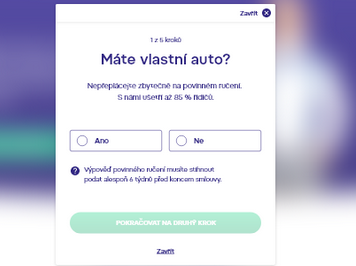 Zavřít
1 z 5 kroků
Máte vlastní auto?
Nepřeplácejte zbytečně na povinném ručení.
S námi ušetří až 85 % řidičů.
Ano
Ne
Výpověď povinného ručení musíte stihnout
podat alespoň 6 týdnů před koncem smlouvy.
POKRAČOVAT NA DRUHÝ KROK
Zavřít